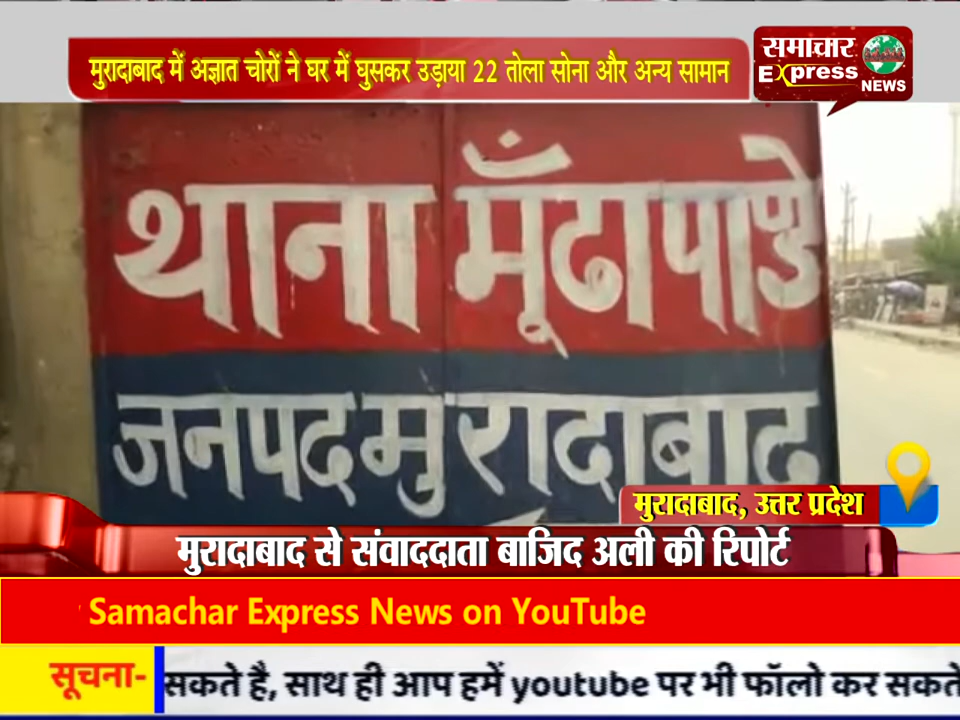 मुरादाबाद में अज्ञात चोरों ने घर में घुसकर उड़ाया 22 तोला सोना और अन्य सामान
समाचार
Express
NEWS
थाना मूँढापाण्डे
जनपद मुरादाबाद
मुरादाबाद, उत्तर प्रदेश
मुरादाबाद से संवाददाता बाजिद अली की रिपोर्ट
Samachar Express News on YouTube
सूचना- सकते है, साथ ही आप हमें youtube पर भी फॉलो कर सकते